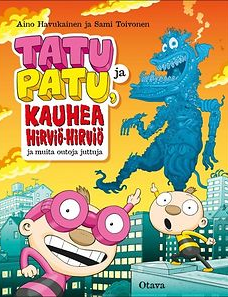 Aino Havukainen ja Sami Toivonen
TATU
ja
PATU,
KAUHEA
HiRViÖ-HiRViÖ
ja muita outoja juttuja
Otava